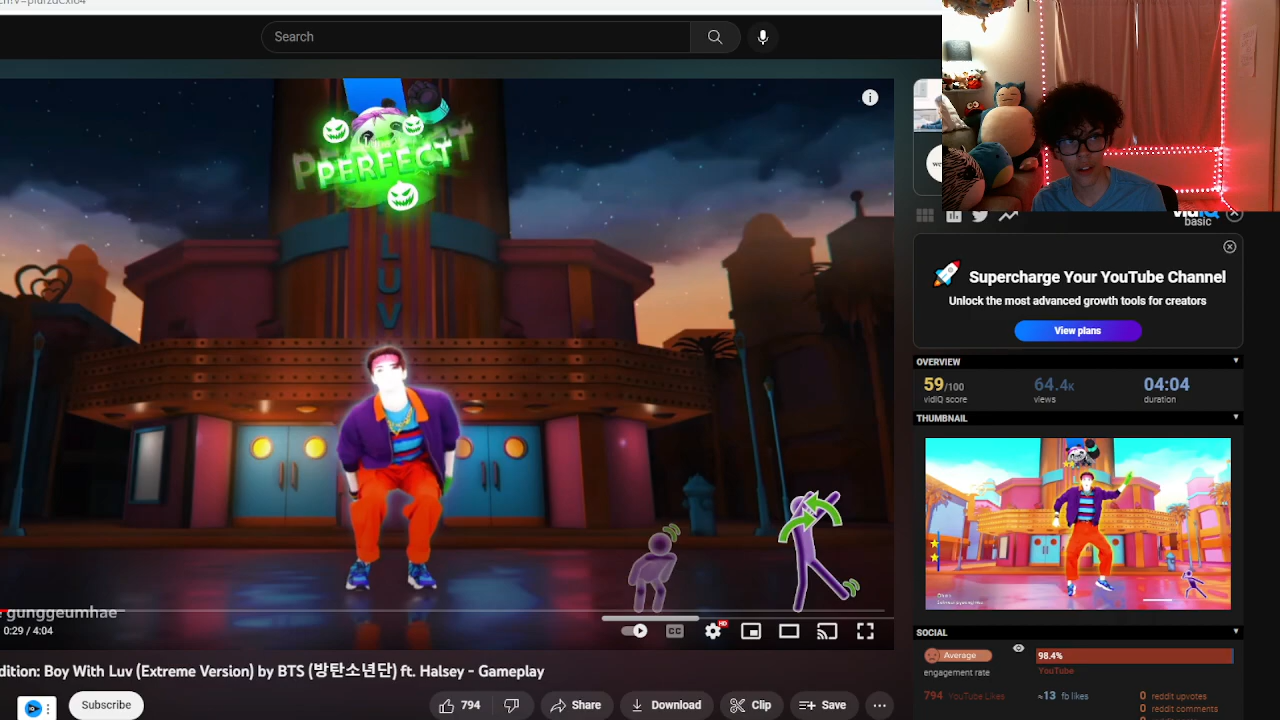 Search
PERFECT
LUV
gunggeumhae
0:29 / 4:04
CC
HD
dition: Boy With Luv (Extreme Version) by BTS (방탄소년단) ft. Halsey - Gameplay
Subscribe
794
Share
Download
Clip
Save
vidIQ
basic
Supercharge Your YouTube Channel
Unlock the most advanced growth tools for creators
View plans
OVERVIEW
59/100
vidIQ score
64.4K
views
04:04
duration
THUMBNAIL
SOCIAL
Average
engagement rate
98.4%
YouTube
794 YouTube Likes
≈13 fb likes
0 reddit upvotes
0 reddit comments